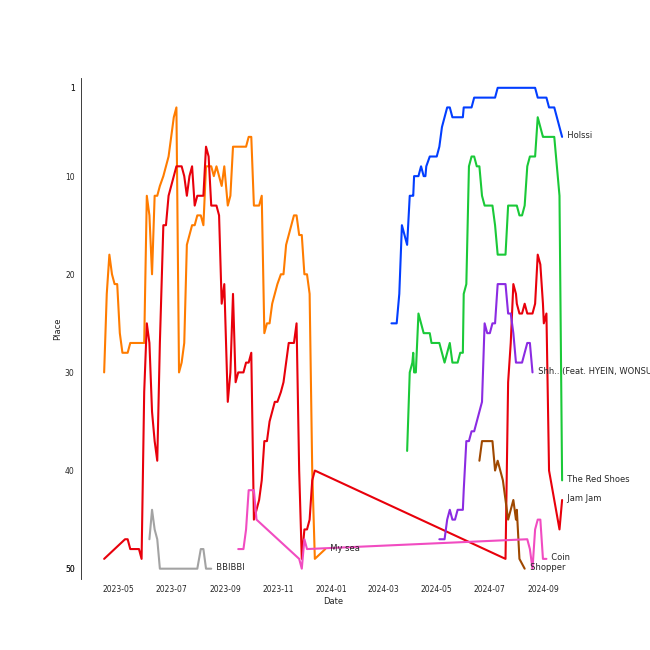 1
10
20
30
40
50
Place
2023-05 2023-07 2023-09 2023-11 2024-01 2024-03 2024-05 2024-07 2024-09
Date
Holssi
Shh.. (Feat. HYEIN, WONSU
The Red Shoes
Jam Jam
My sea
Coin
BBIBBI
Shopper